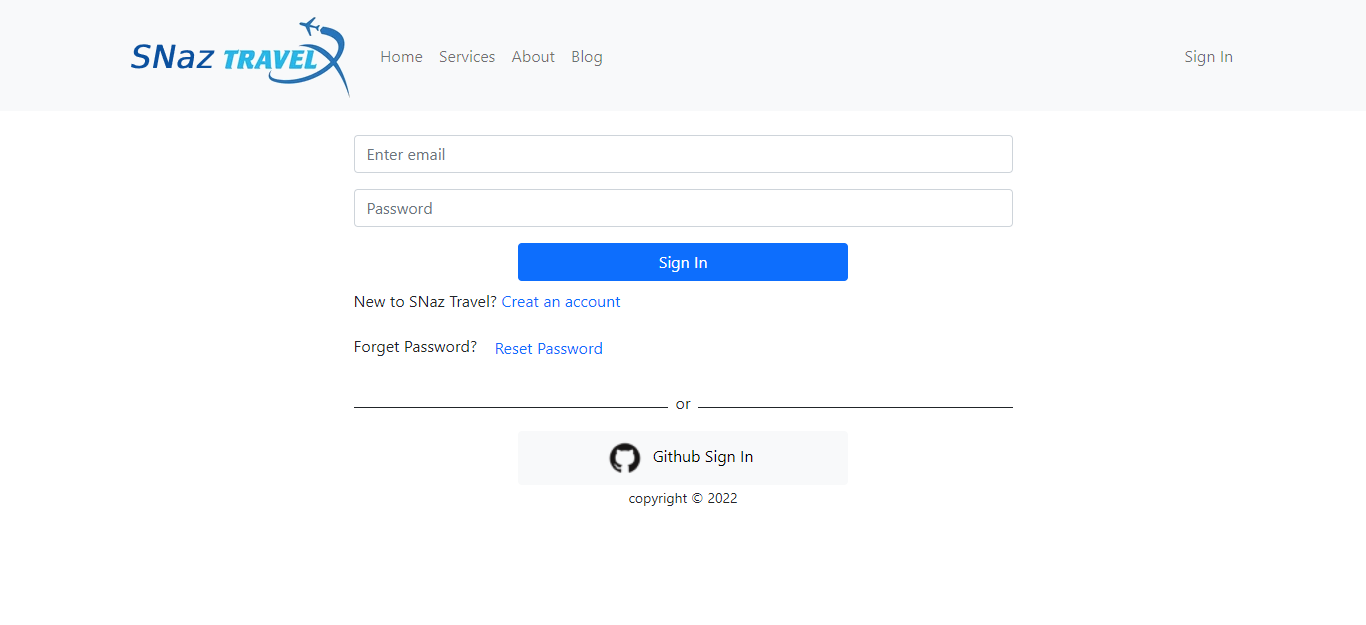 SNaz TRAVEL Home Services About Blog Sign In
Enter email
Password
Sign In
New to SNaz Travel? Creat an account
Forget Password? Reset Password
or
Github Sign In
copyright © 2022